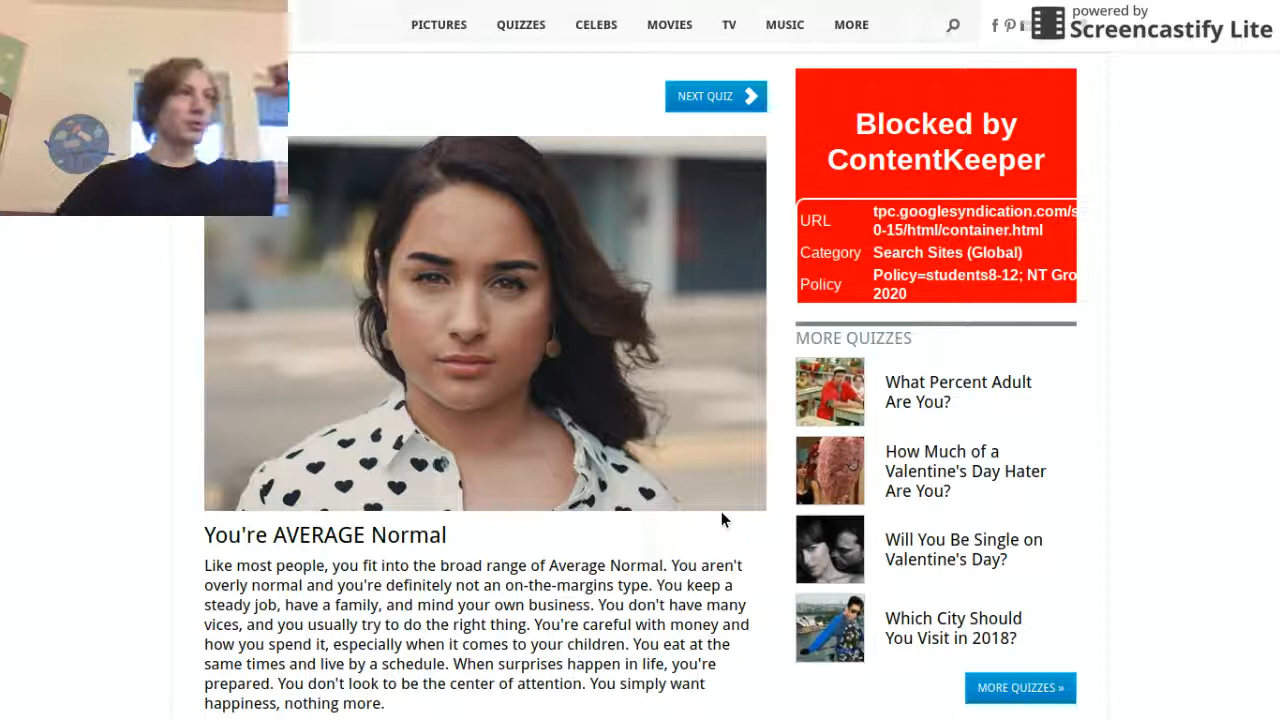 PICTURES QUIZZES CELEBS MOVIES TV MUSIC MORE
powered by
Screencastify Lite
NEXT QUIZ
Blocked by
ContentKeeper
URL tpc.googlesyndication.com/s
0-15/html/container.html
Category Search Sites (Global)
Policy Policy=students8-12; NT Gro
2020
You're AVERAGE Normal
Like most people, you fit into the broad range of Average Normal. You aren't
overly normal and you're definitely not an on-the-margins type. You keep a
steady job, have a family, and mind your own business. You don't have many
vices, and you usually try to do the right thing. You're careful with money and
how you spend it, especially when it comes to your children. You eat at the
same times and live by a schedule. When surprises happen in life, you're
prepared. You don't look to be the center of attention. You simply want
happiness, nothing more.
MORE QUIZZES
What Percent Adult
Are You?
How Much of a
Valentine's Day Hater
Are You?
Will You Be Single on
Valentine's Day?
Which City Should
You Visit in 2018?
MORE QUIZZES »